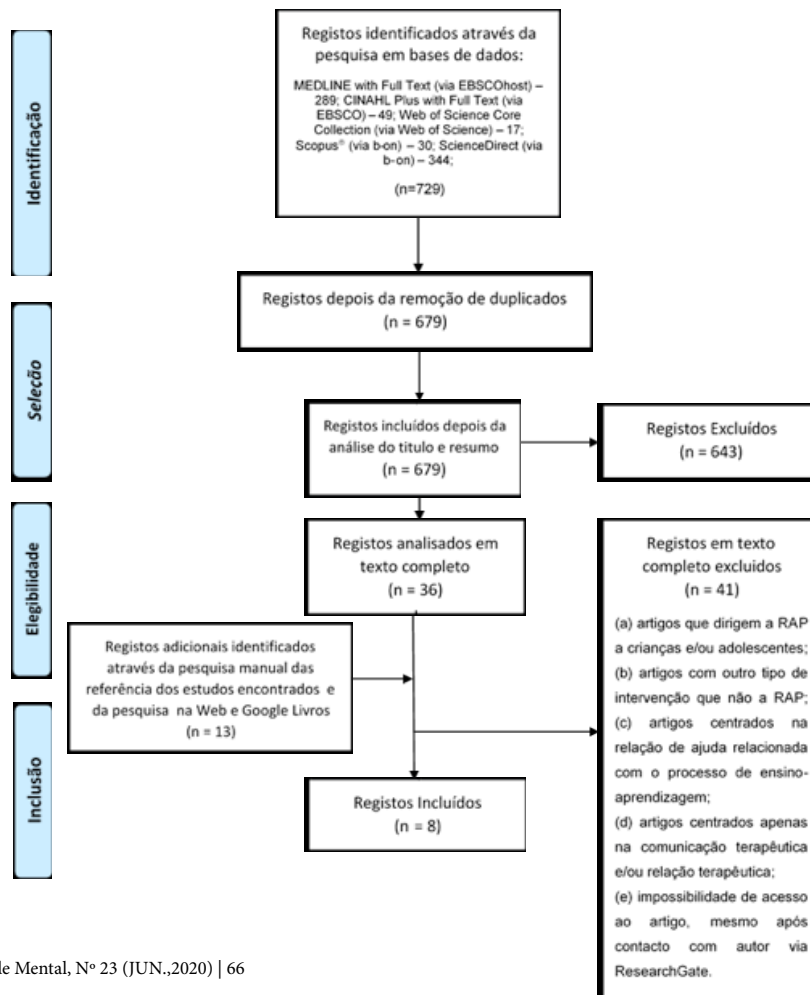 Identificação
Registos identificados através da
pesquisa em bases de dados:
MEDLINE with Full Text (via EBSCOhost) –
289; CINAHL Plus with Full Text (via
EBSCO) – 49; Web of Science Core
Collection (via Web of Science) – 17;
Scopus® (via b-on) – 30; ScienceDirect (via
b-on) – 344;
(n=729)
Seleção
Registos depois da remoção de duplicados
(n = 679)
Registos incluídos depois da
análise do titulo e resumo
(n = 679)
Registos Excluídos
(n = 643)
Elegibilidade
Registos analisados em
texto completo
(n = 36)
Registos adicionais identificados
através da pesquisa manual das
referência dos estudos encontrados e
da pesquisa na Web e Google Livros
(n = 13)
Registos em texto
completo excluidos
(n = 41)
(a) artigos que dirigem a RAP
a crianças e/ou adolescentes;
(b) artigos com outro tipo de
intervenção que não a RAP;
(c) artigos centrados na
relação de ajuda relacionada
com o processo de ensino-
aprendizagem;
(d) artigos centrados apenas
na comunicação terapêutica
e/ou relação terapêutica;
(e) impossibilidade de acesso
ao artigo, mesmo após
contacto com autor via
ResearchGate.
Inclusão
Registos Incluídos
(n = 8)
de Mental, Nº 23 (JUN.,2020) | 66